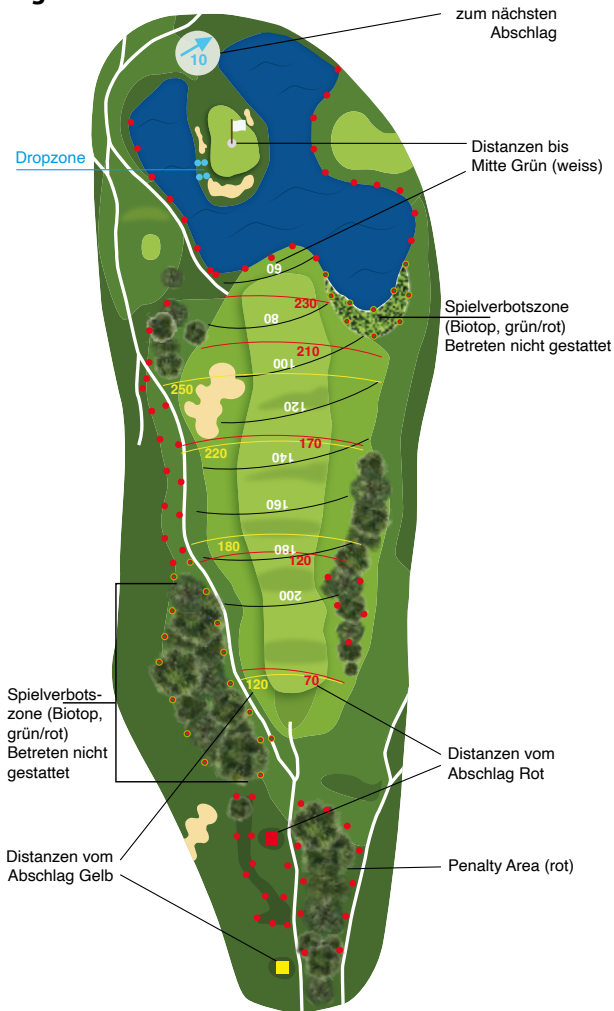 g
zum nächsten
Abschlag
10
Distanzen bis
Mitte Grün (weiss)
Dropzone
60
230
Spielverbotszone
(Biotop, grün/rot)
Betreten nicht gestattet
80
210
100
250
120
170
220
140
160
180
180
120
200
120
70
Spielverbots-
zone (Biotop,
grün/rot)
Betreten nicht
gestattet
Distanzen vom
Abschlag Rot
Distanzen vom
Abschlag Gelb
Penalty Area (rot)